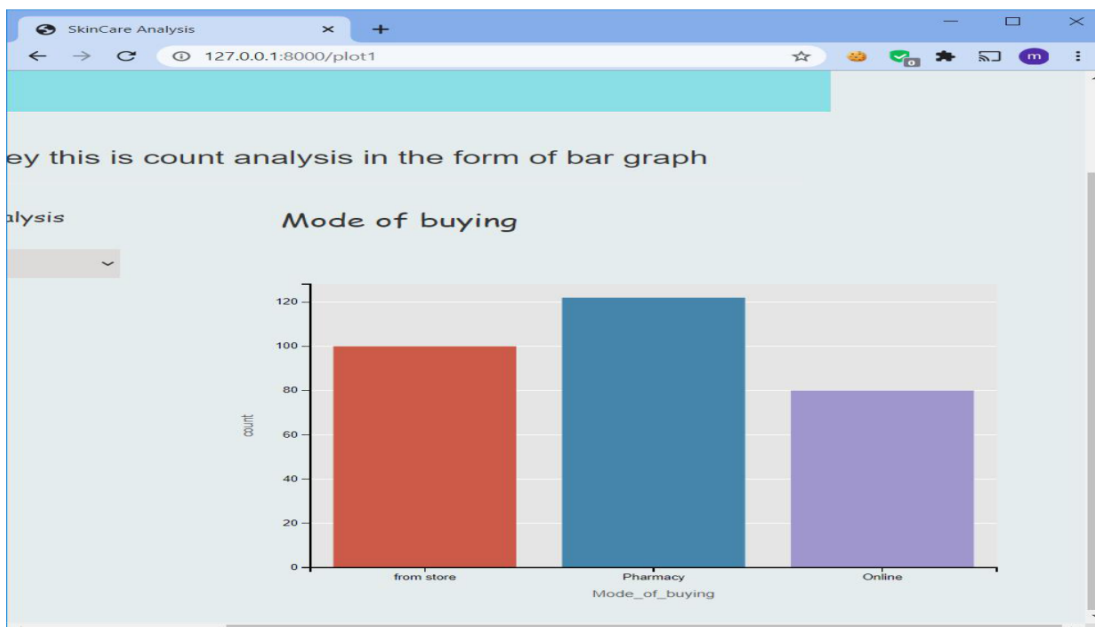 SkinCare Analysis
127.0.0.1:8000/plot1
0
m
ey this is count analysis in the form of bar graph
alysis
Mode of buying
120
100
80
60
40
20
0
count
from store Pharmacy Online
Mode_of_buying